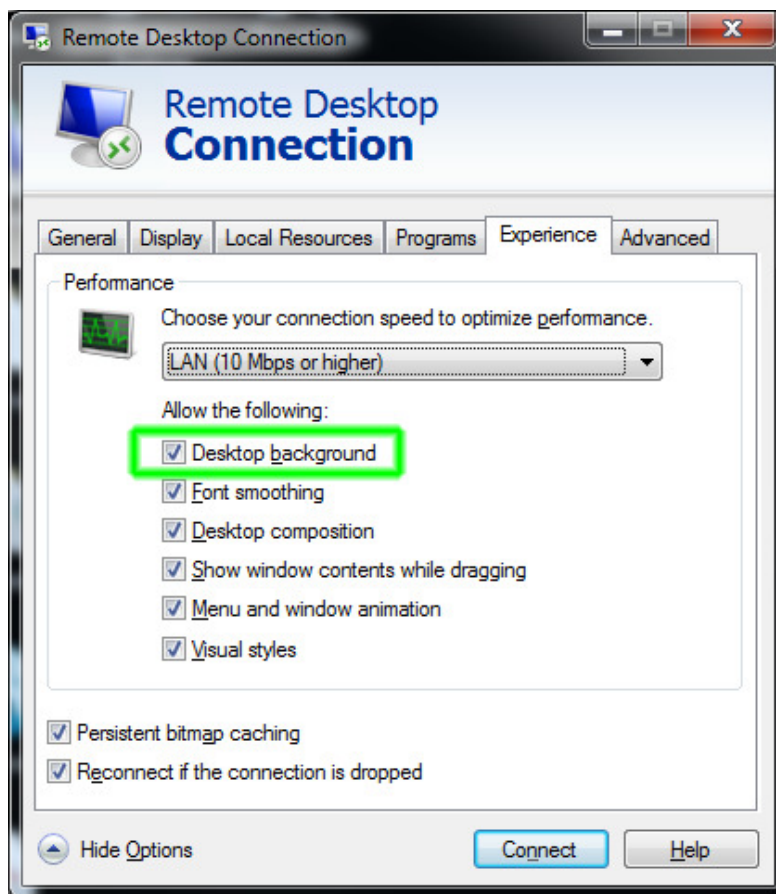 Remote Desktop Connection
Remote Desktop
Connection
General Display Local Resources Programs Experience Advanced
Performance
Choose your connection speed to optimize performance.
LAN (10 Mbps or higher)
Allow the following:
Desktop background
Font smoothing
Desktop composition
Show window contents while dragging
Menu and window animation
Visual styles
Persistent bitmap caching
Reconnect if the connection is dropped
Hide Options Connect Help